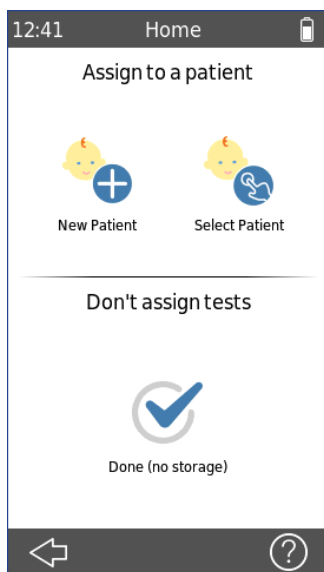 12:41 Home
Assign to a patient
New Patient Select Patient
Don't assign tests
Done (no storage)
?